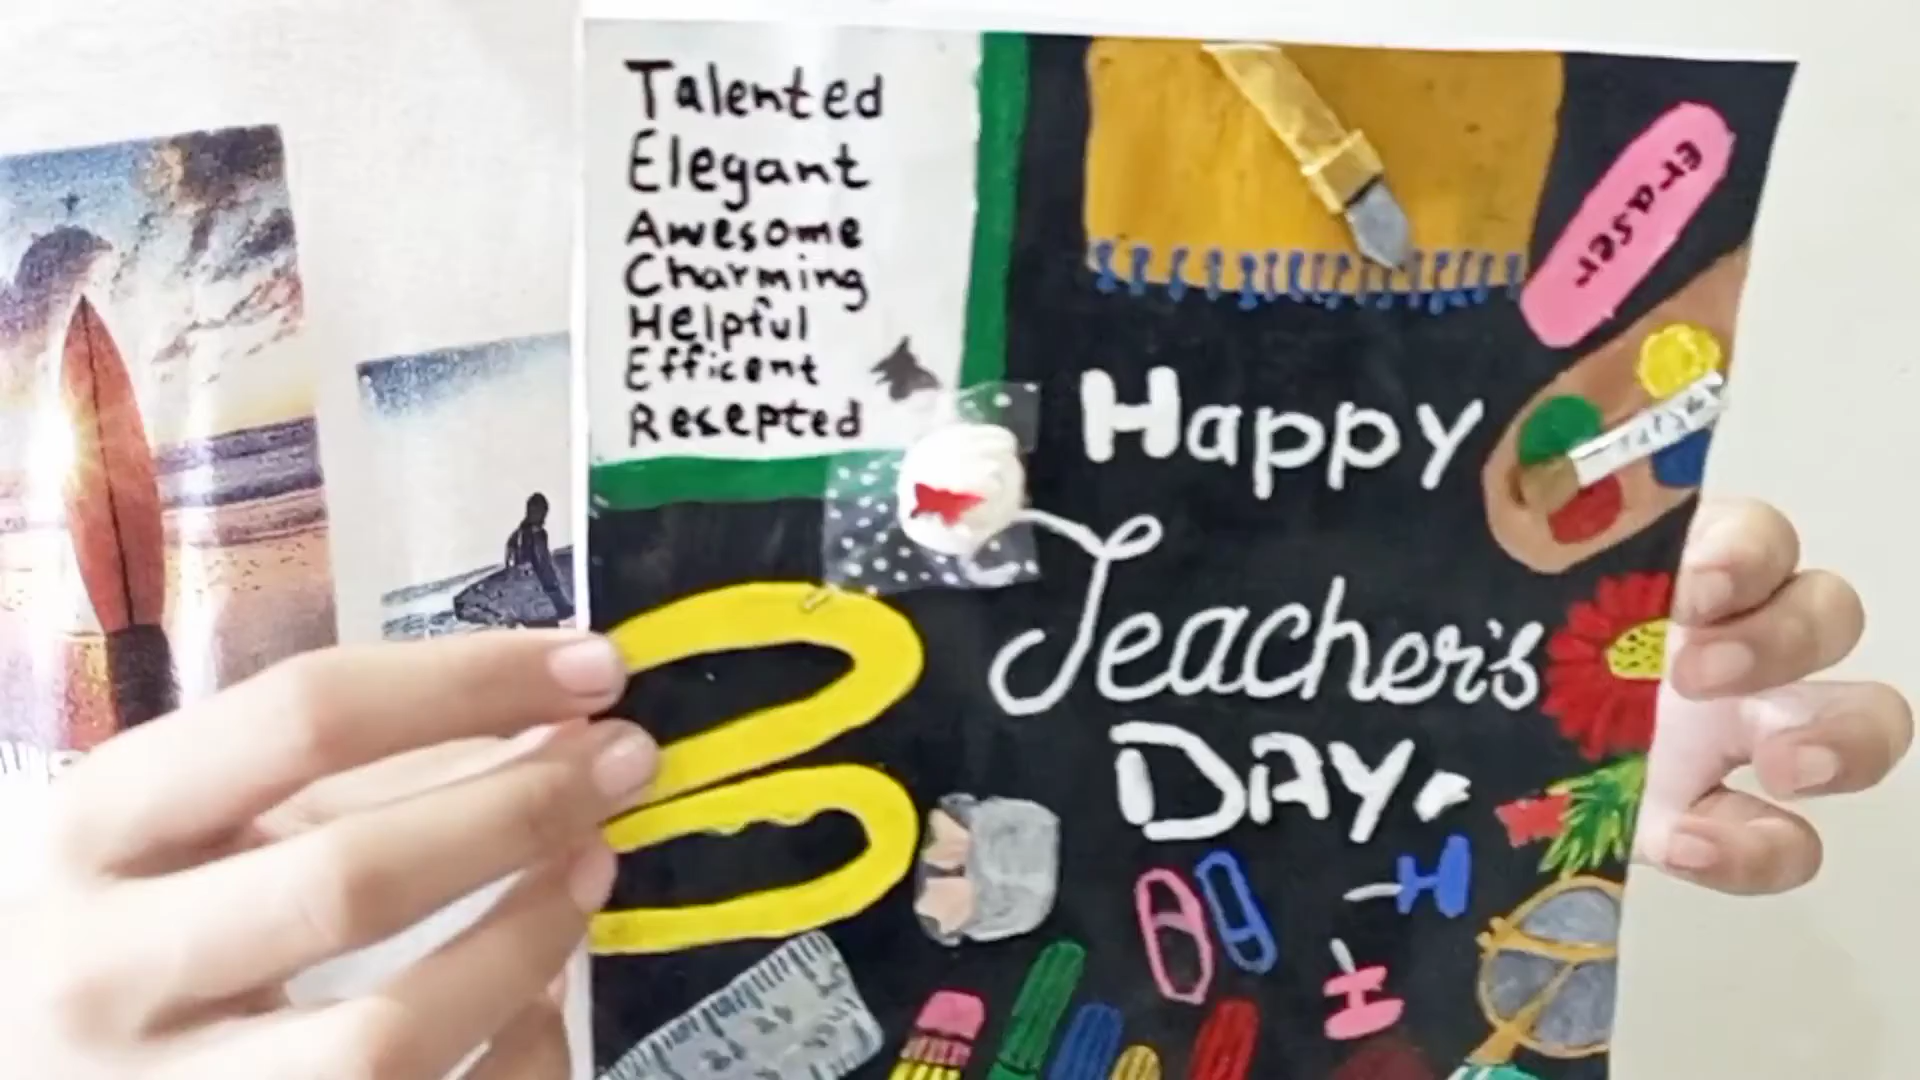 Talented
Elegant
Awesome
Charming
Helpful
Efficent
Resepted
eraser
Happy
Teacher's
DAY.